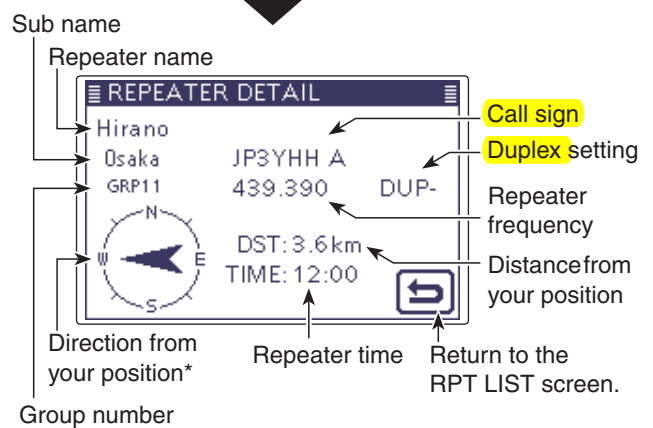 Sub name
Repeater name
REPEATER DETAIL
Hirano
Call sign
Osaka JP3YHH A
Duplex setting
GRP11 439.390 DUP-
Repeater
frequency
N
W E
S
DST: 3.6km
TIME: 12:00
Distance from
your position
Direction from
your position*
Repeater time
Return to the
RPT LIST screen.
Group number